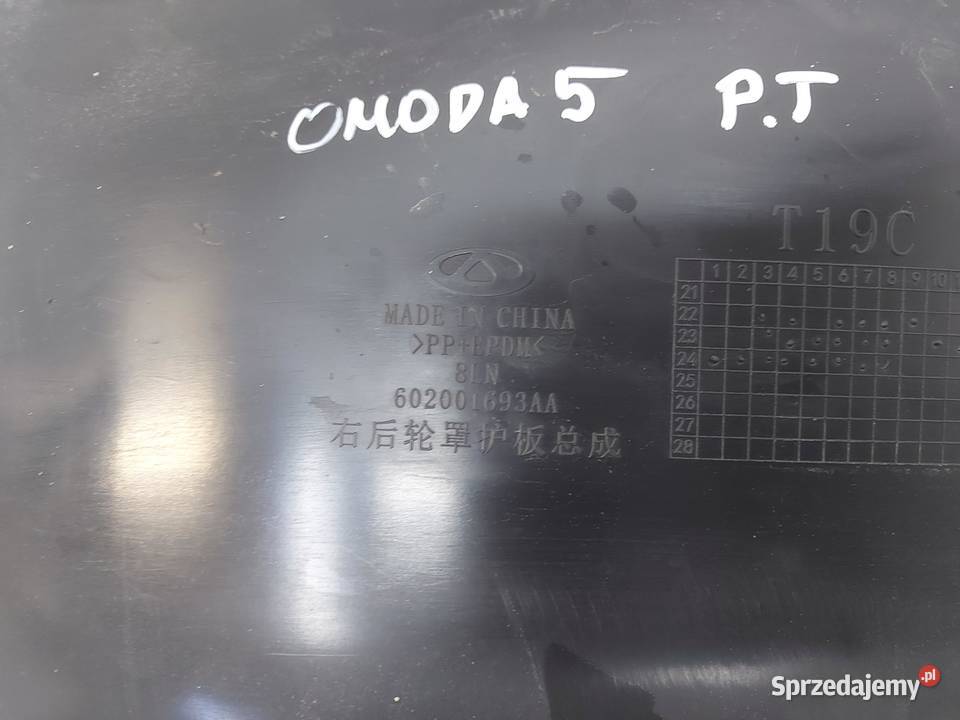 OMODA 5 P.T
T19C
1 2 3 4 5 6 7 8 9 10
21
22
23
24
25
26
27
28
MADE IN CHINA
>PP+EPDM<
602001693AA
右后轮罩护板总成
Sprzedajemy.pl